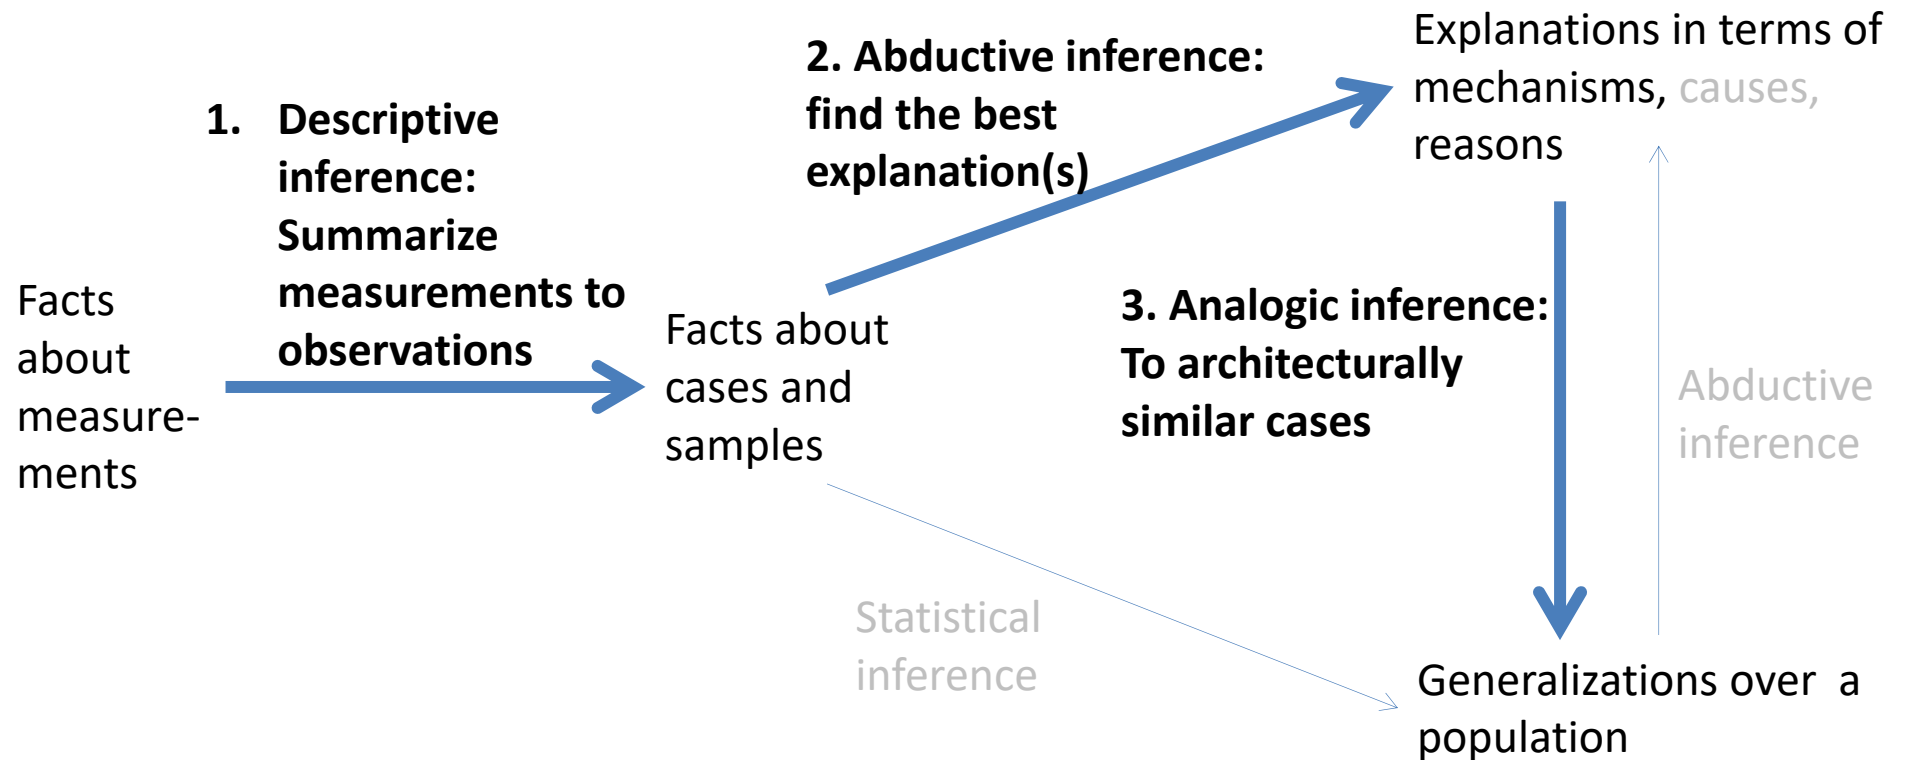 Facts
about
measure-
ments
1. Descriptive
inference:
Summarize
measurements to
observations
Facts about
cases and
samples
2. Abductive inference:
find the best
explanation(s)
Explanations in terms of
mechanisms, causes,
reasons
3. Analogic inference:
To architecturally
similar cases
Abductive
inference
Statistical
inference
Generalizations over a
population